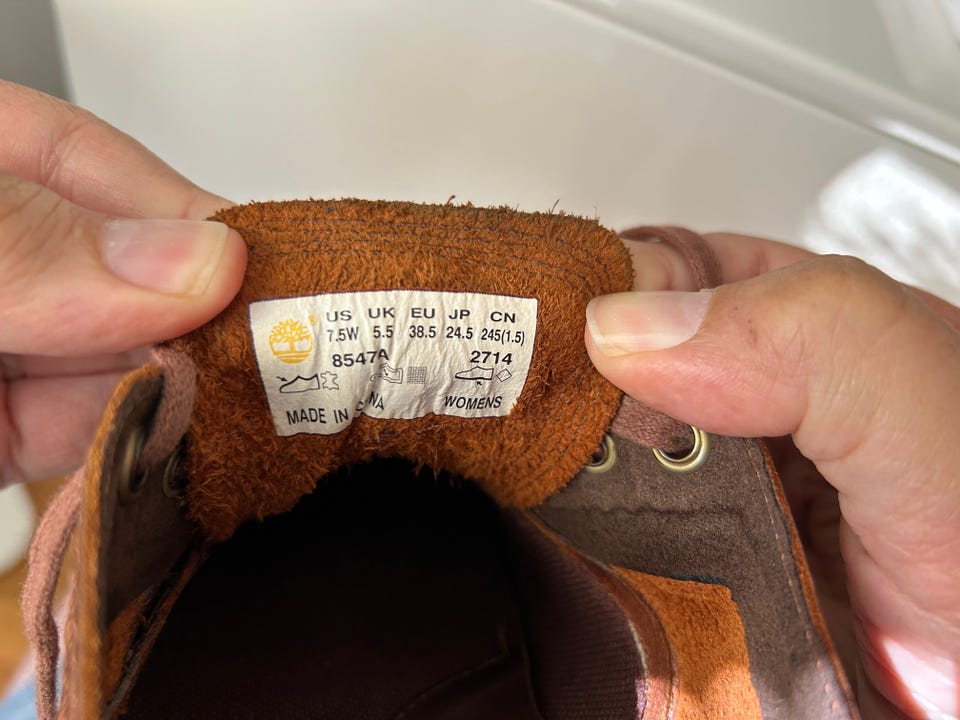 US UK EU JP CN
7.5W 5.5 38.5 24.5 245(1.5)
8547A 2714
MADE IN NA WOMENS